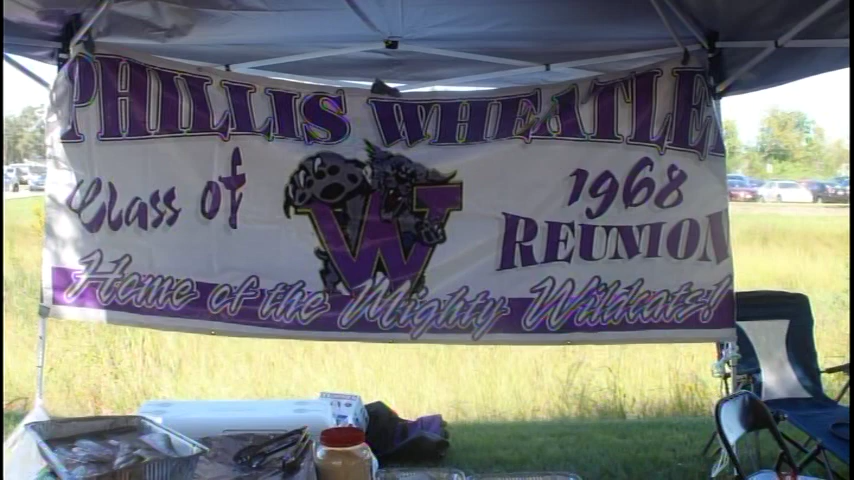 PHILLIS WHEATLEY
Class of 1968
W
REUNION
Home of the Mighty Wildcats!